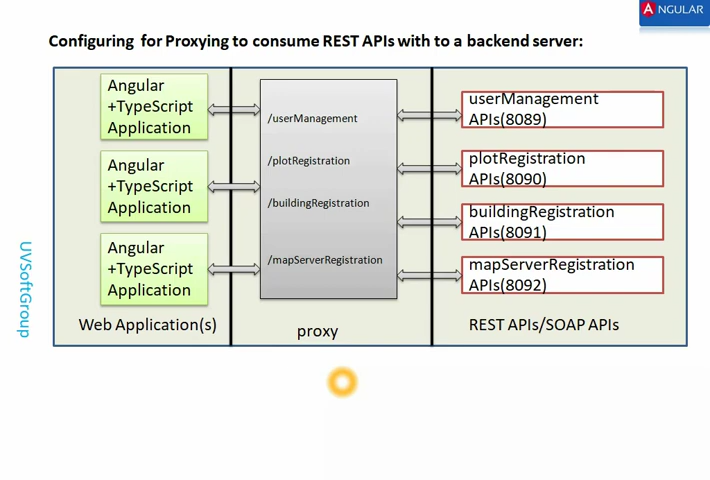 A NGULAR
Configuring for Proxying to consume REST APIs with to a backend server:
Angular
+TypeScript
Application
Angular
+TypeScript
Application
Angular
+TypeScript
Application
Web Application(s)
/userManagement
/plotRegistration
/buildingRegistration
/mapServerRegistration
proxy
userManagement
APIs(8089)
plotRegistration
APIs(8090)
buildingRegistration
APIs(8091)
mapServerRegistration
APIs(8092)
REST APIs/SOAP APIs
UVSoftGroup